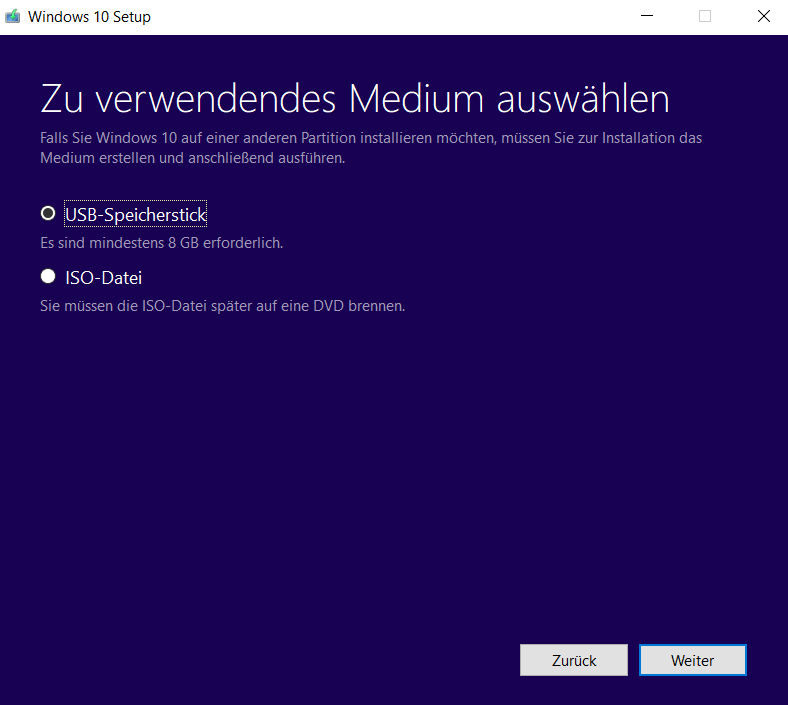 Windows 10 Setup
Zu verwendendes Medium auswählen
Falls Sie Windows 10 auf einer anderen Partition installieren möchten, müssen Sie zur Installation das
Medium erstellen und anschließend ausführen.
USB-Speicherstick
Es sind mindestens 8 GB erforderlich.
ISO-Datei
Sie müssen die ISO-Datei später auf eine DVD brennen.
Zurück
Weiter